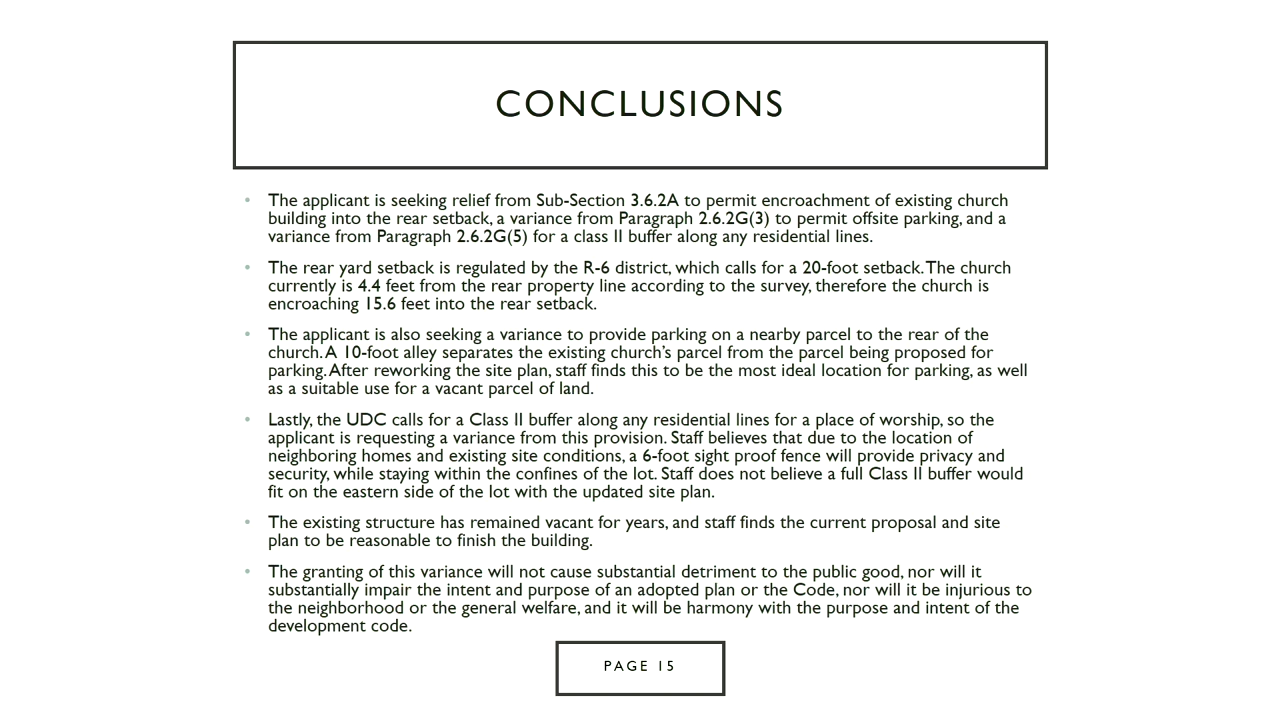 CONCLUSIONS
• The applicant is seeking relief from Sub-Section 3.6.2A to permit encroachment of existing church
building into the rear setback, a variance from Paragraph 2.6.2G(3) to permit offsite parking, and a
variance from Paragraph 2.6.2G(5) for a class II buffer along any residential lines.
• The rear yard setback is regulated by the R-6 district, which calls for a 20-foot setback. The church
currently is 4.4 feet from the rear property line according to the survey, therefore the church is
encroaching 15.6 feet into the rear setback.
• The applicant is also seeking a variance to provide parking on a nearby parcel to the rear of the
church. A 10-foot alley separates the existing church's parcel from the parcel being proposed for
parking. After reworking the site plan, staff finds this to be the most ideal location for parking, as well
as a suitable use for a vacant parcel of land.
• Lastly, the UDC calls for a Class II buffer along any residential lines for a place of worship, so the
applicant is requesting a variance from this provision. Staff believes that due to the location of
neighboring homes and existing site conditions, a 6-foot sight proof fence will provide privacy and
security, while staying within the confines of the lot. Staff does not believe a full Class II buffer would
fit on the eastern side of the lot with the updated site plan.
• The existing structure has remained vacant for years, and staff finds the current proposal and site
plan to be reasonable to finish the building.
• The granting of this variance will not cause substantial detriment to the public good, nor will it
substantially impair the intent and purpose of an adopted plan or the Code, nor will it be injurious to
the neighborhood or the general welfare, and it will be harmony with the purpose and intent of the
development code.
PAGE 15